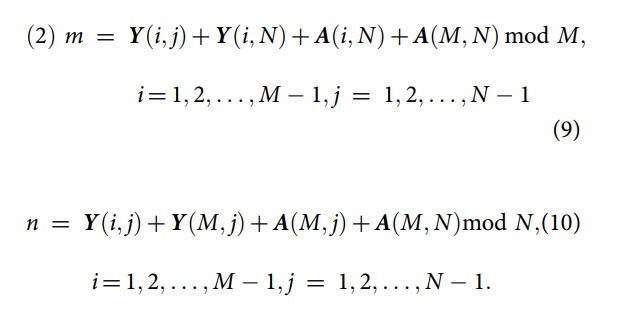 (2) m = Y(i,j) + Y(i,N) + A(i,N) + A(M,N) mod M,
i=1,2,...,M − 1,j = 1,2,...,N − 1
(9)
n = Y(i,j) + Y(M,j) + A(M,j) + A(M,N)mod N,(10)
i=1,2,...,M − 1,j = 1,2,...,N − 1.